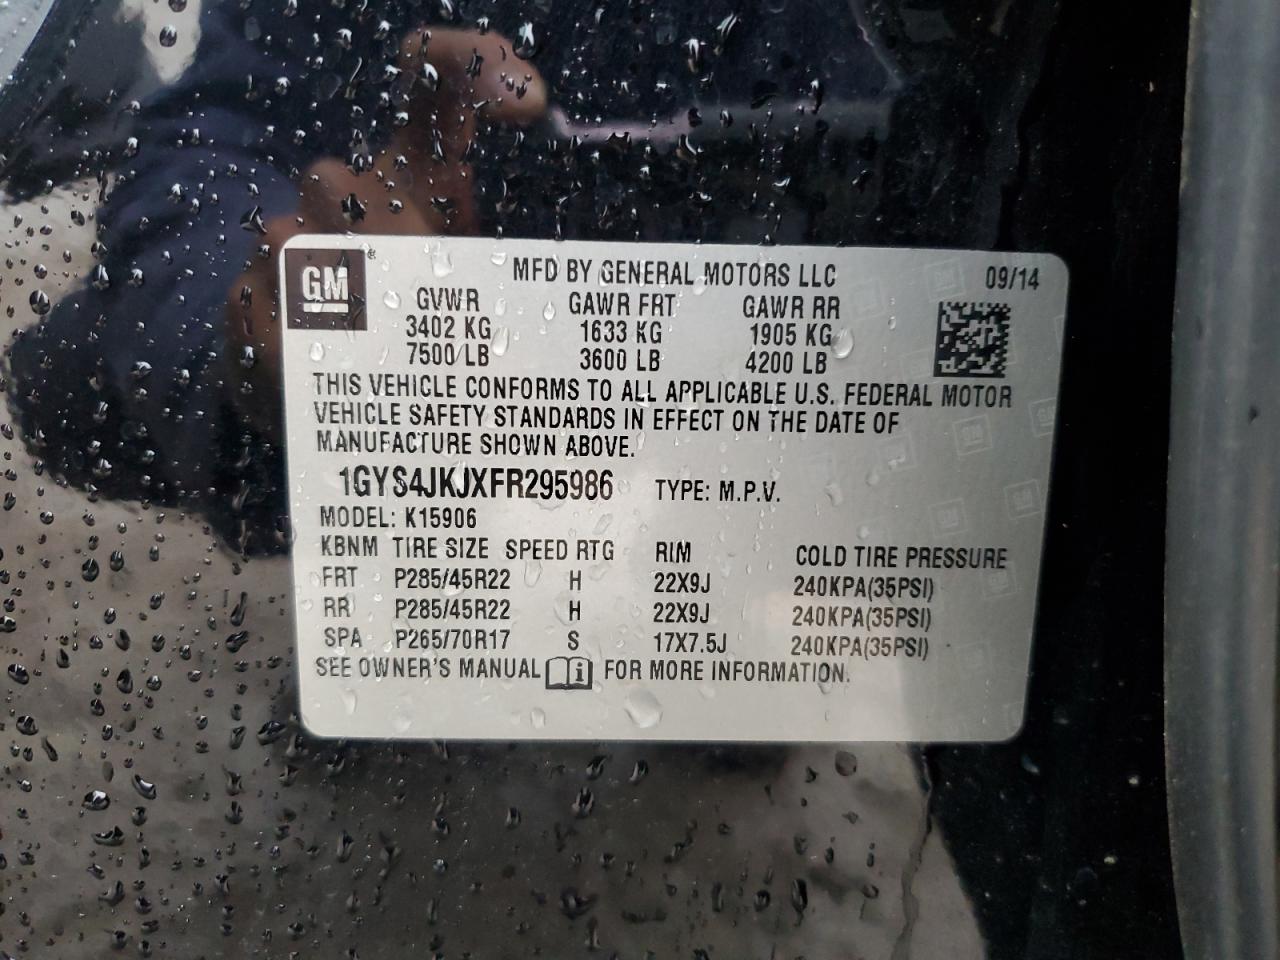 GM ®
MFD BY GENERAL MOTORS LLC 09/14
GVWR GAWR FRT GAWR RR
3402 KG 1633 KG 1905 KG
7500 LB 3600 LB 4200 LB
THIS VEHICLE CONFORMS TO ALL APPLICABLE U.S. FEDERAL MOTOR
VEHICLE SAFETY STANDARDS IN EFFECT ON THE DATE OF
MANUFACTURE SHOWN ABOVE.
1GYS4JKJXFR295986 TYPE: M.P.V.
MODEL: K15906
KBNM TIRE SIZE SPEED RTG RIM COLD TIRE PRESSURE
FRT P285/45R22 H 22X9J 240KPA(35PSI)
RR P285/45R22 H 22X9J 240KPA(35PSI)
SPA P265/70R17 S 17X7.5J 240KPA(35PSI)
SEE OWNER'S MANUAL i FOR MORE INFORMATION.